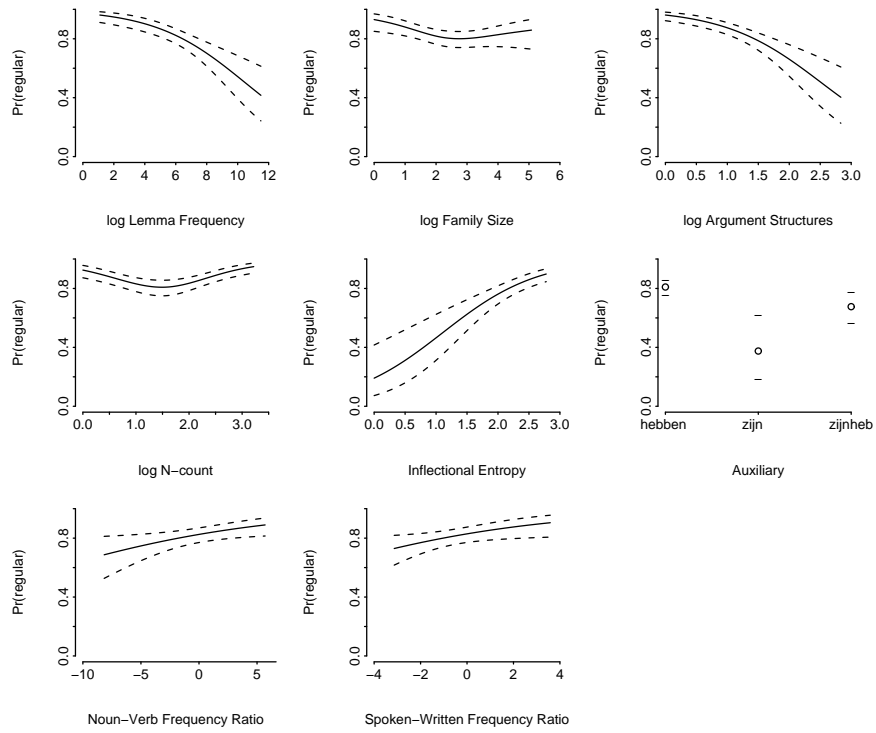 Pr(regular)
0.0 0.4 0.8
0 2 4 6 8 10 12
log Lemma Frequency
Pr(regular)
0.0 0.4 0.8
0 1 2 3 4 5 6
log Family Size
Pr(regular)
0.0 0.4 0.8
0.0 0.5 1.0 1.5 2.0 2.5 3.0
log Argument Structures
Pr(regular)
0.0 0.4 0.8
0.0 1.0 2.0 3.0
log N−count
Pr(regular)
0.0 0.4 0.8
0.0 0.5 1.0 1.5 2.0 2.5 3.0
Inflectional Entropy
Pr(regular)
0.0 0.4 0.8
hebben zijn zijnheb
Auxiliary
Pr(regular)
0.0 0.4 0.8
−10 −5 0 5
Noun−Verb Frequency Ratio
Pr(regular)
0.0 0.4 0.8
−4 −2 0 2 4
Spoken−Written Frequency Ratio